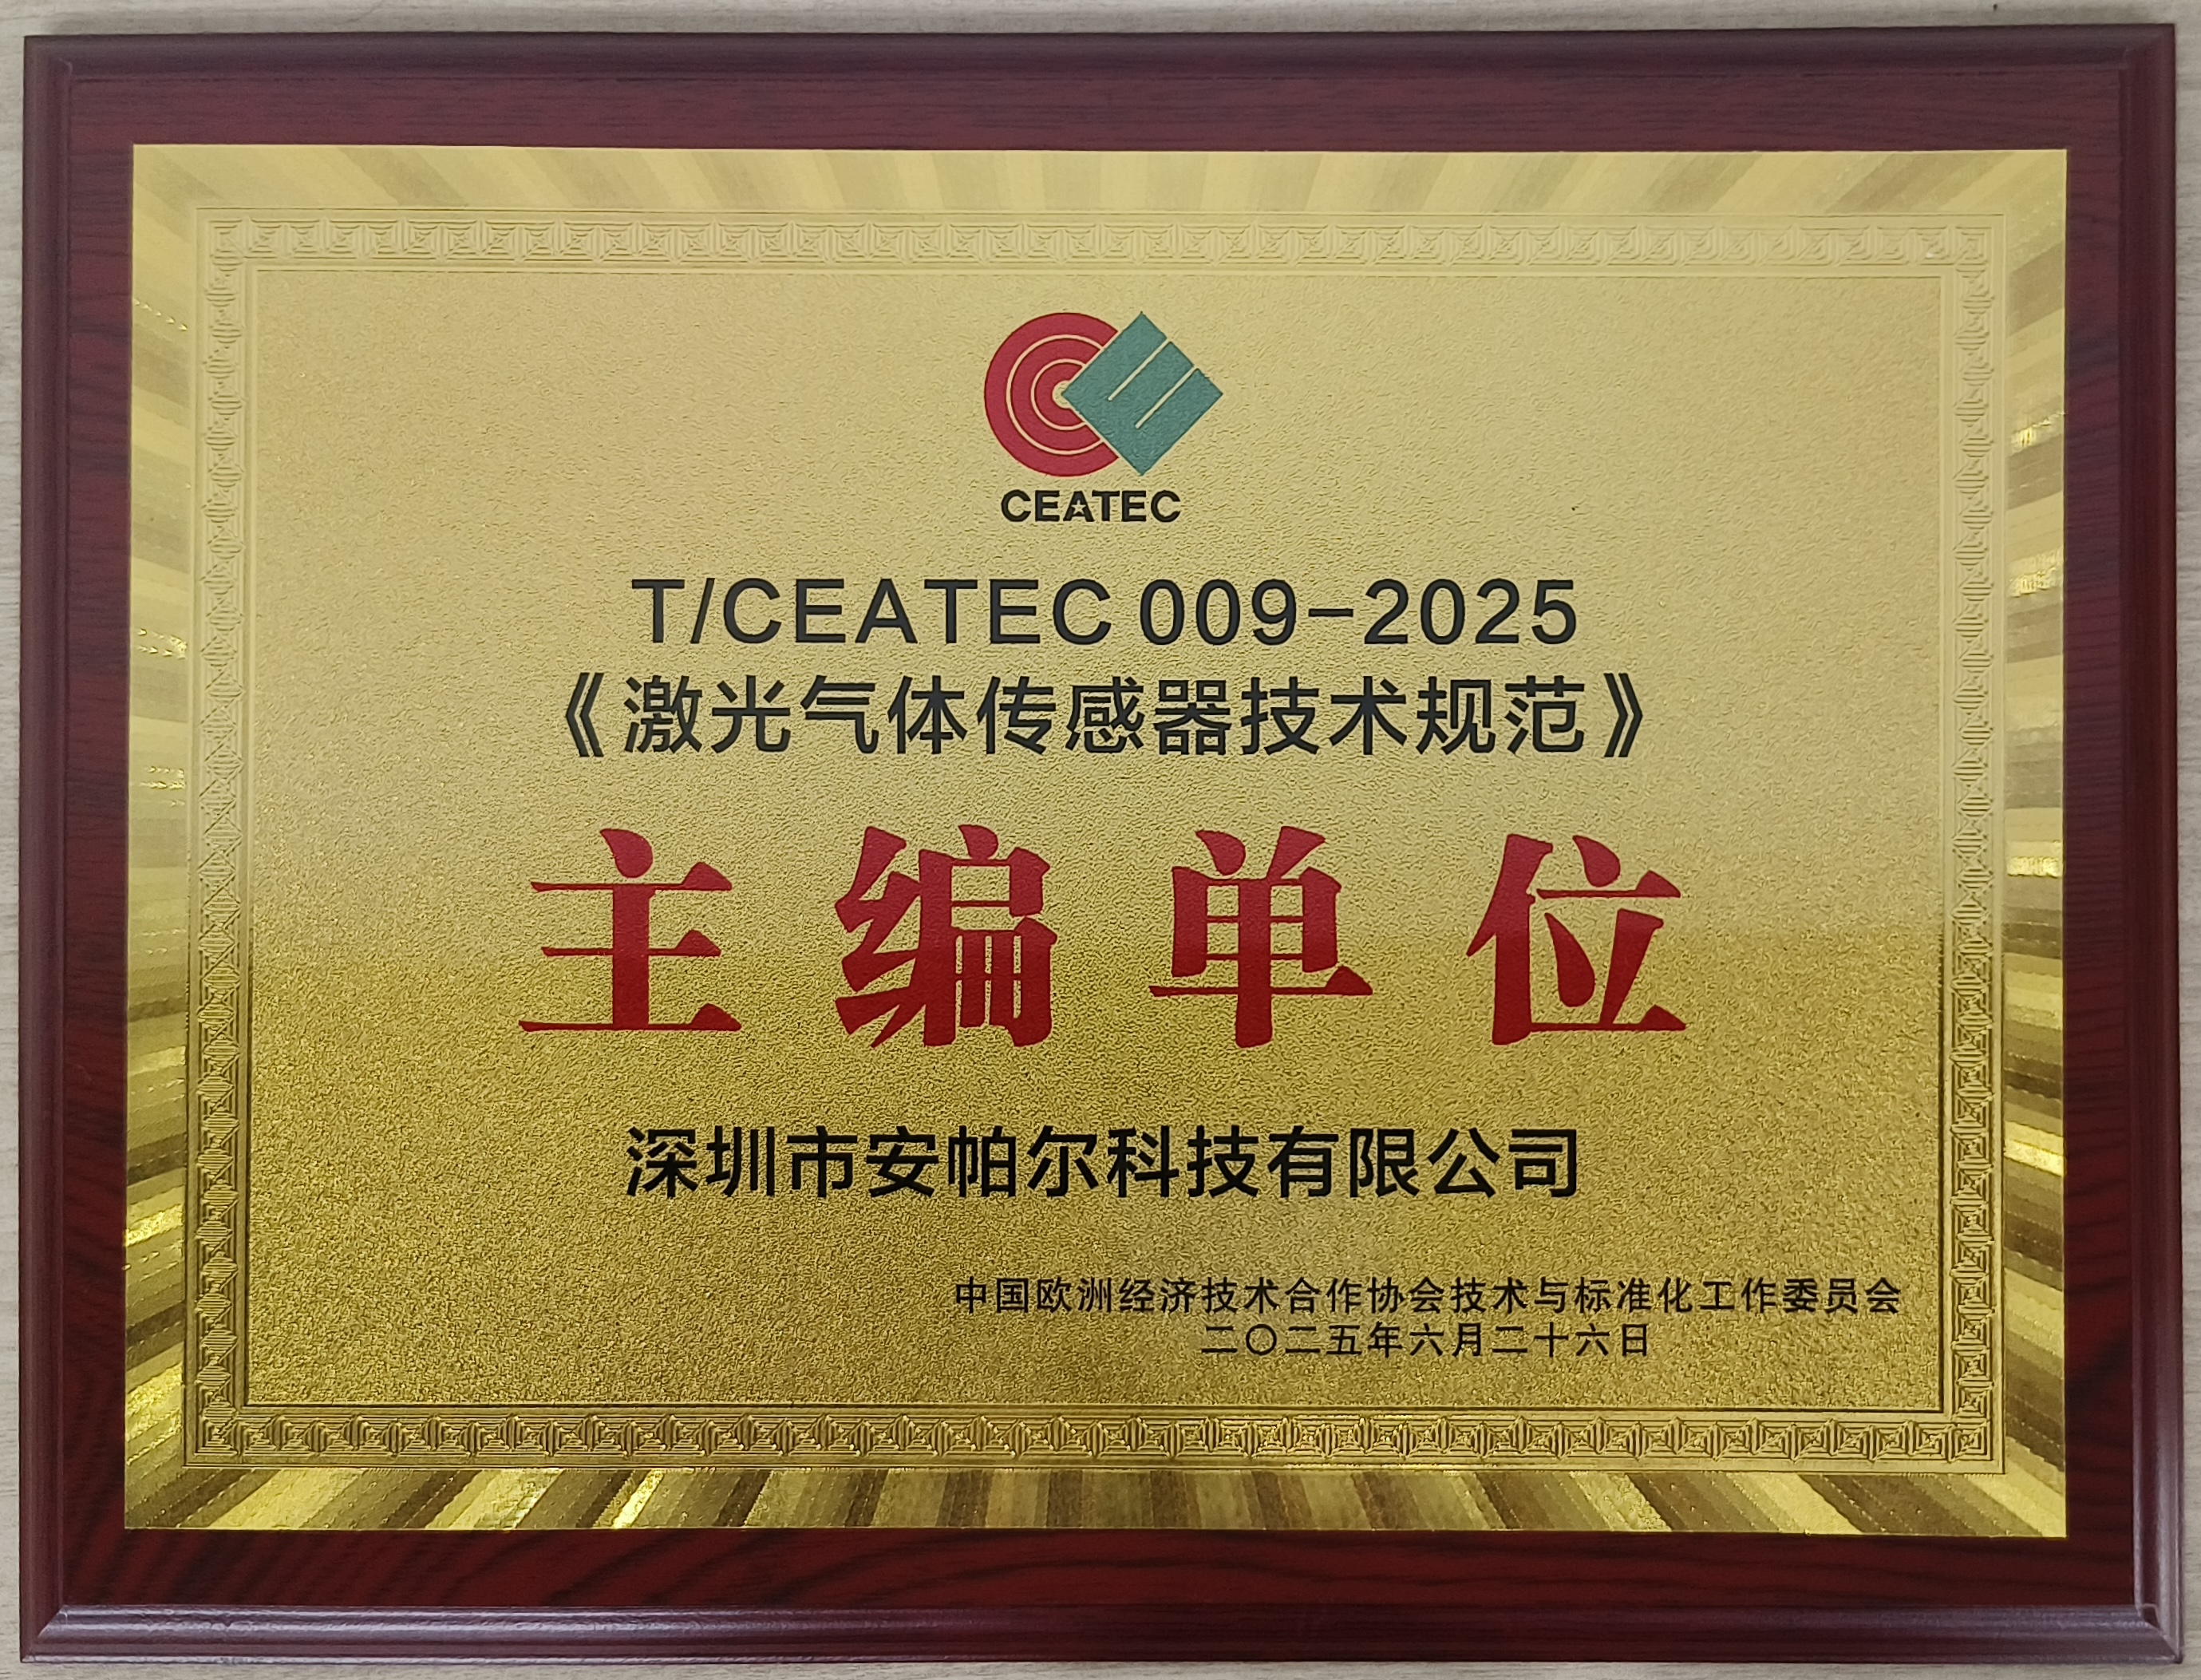 CEATEC
T/CEATEC 009-2025
《激光气体传感器技术规范》
主编单位
深圳市安帕尔科技有限公司
中国欧洲经济技术合作协会技术与标准化工作委员会
二〇二五年六月二十六日